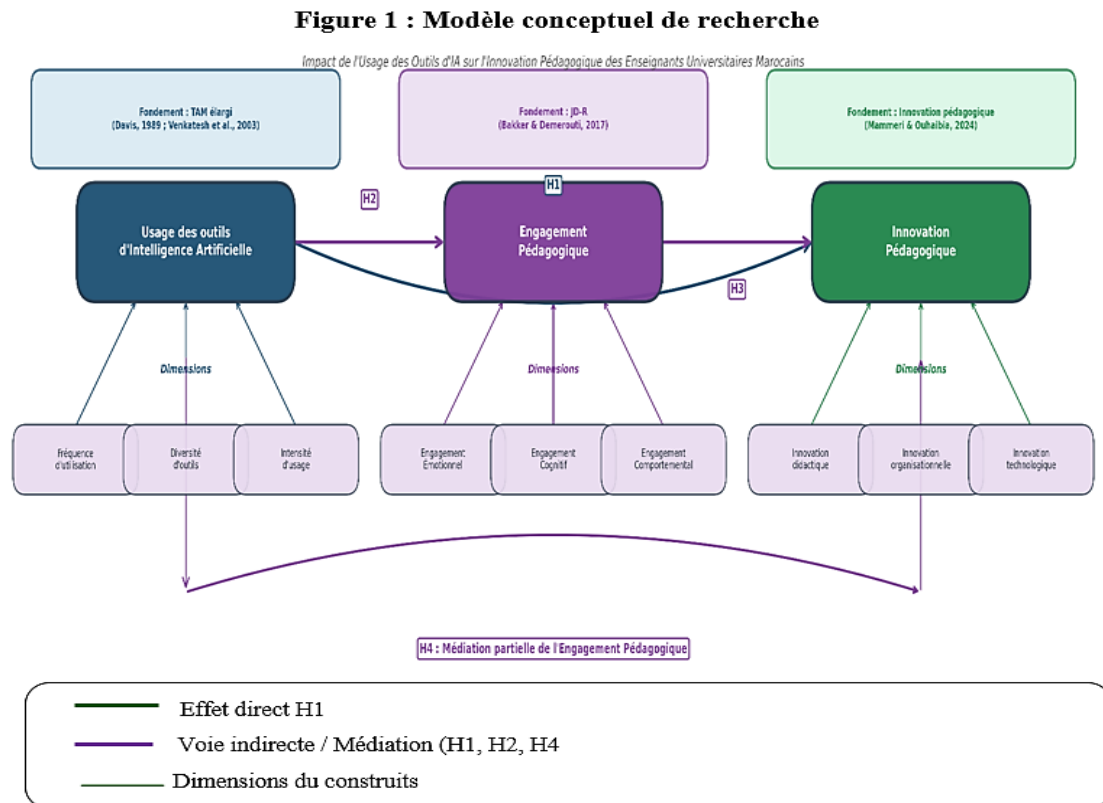 Figure 1 : Modèle conceptuel de recherche
Impact de l'Usage des Outils d'IA sur l'Innovation Pédagogique des Enseignants Universitaires Marocains
Fondement : TAM élargi
(Davis, 1989 ; Venkatesh et al., 2003)
Fondement : JD-R
(Bakker & Demerouti, 2017)
Fondement : Innovation pédagogique
(Mammeri & Ouhaibia, 2024)
H1
H2
Usage des outils
d'Intelligence Artificielle
Engagement
Pédagogique
Innovation
Pédagogique
H3
Dimensions
Dimensions
Dimensions
Fréquence
d'utilisation
Diversité
d'outils
Intensité
d'usage
Engagement
Émotionnel
Engagement
Cognitif
Engagement
Comportemental
Innovation
didactique
Innovation
organisationnelle
Innovation
technologique
H4 : Médiation partielle de l'Engagement Pédagogique
Effet direct H1
Voie indirecte / Médiation (H1, H2, H4
Dimensions du construits